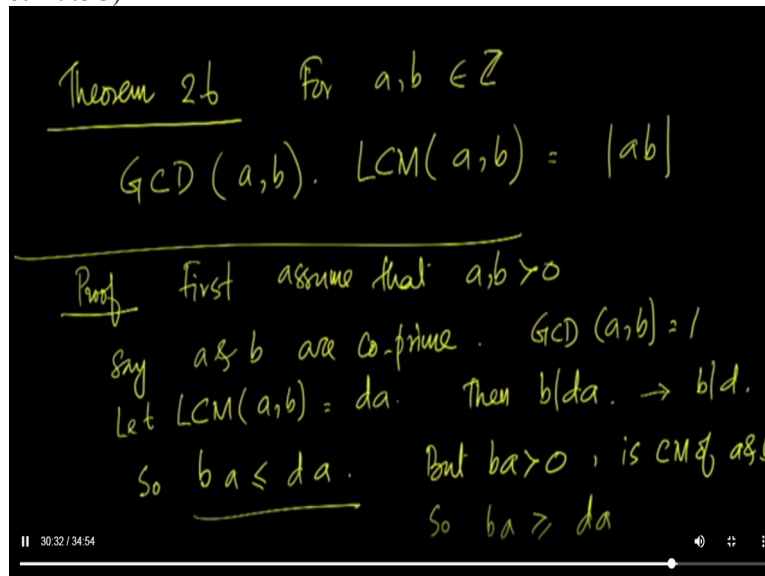 Theorem 26 For a,b ∈ ℤ
GCD (a,b). LCM(a,b) = |ab|
Proof First assume that a,b > 0
Say a & b are co-prime. GCD (a,b) = 1
Let LCM(a,b) = da. Then b|da. → b|d.
So ba ≤ da. But ba > 0, is CM of a &
So ba ≥ da
30:32 / 34:54